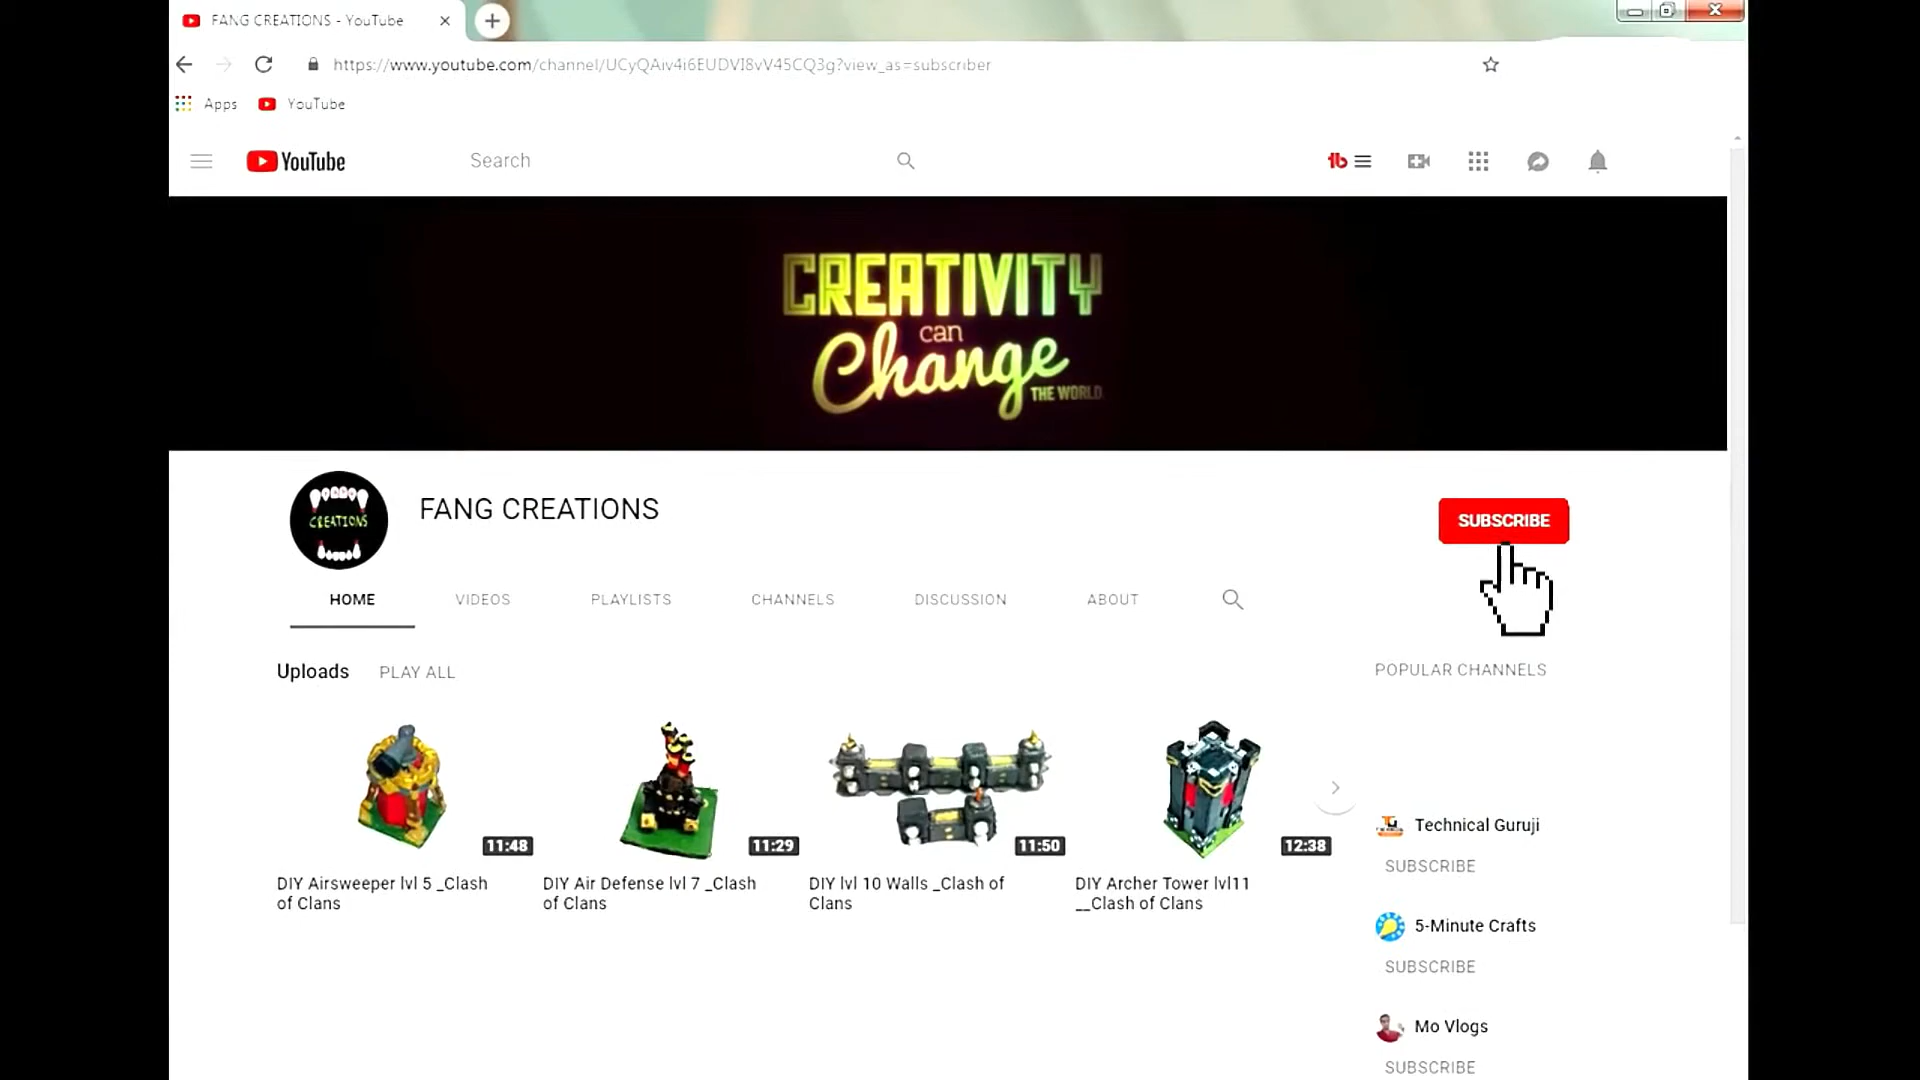 FANG CREATIONS - YouTube
https://www.youtube.com/channel/UCyQAiv4i6EUDVI8vV45CQ3g?view_as=subscriber
Apps YouTube
YouTube Search
CREATIVITY
can
Change
THE WORLD
CREATIONS
FANG CREATIONS
SUBSCRIBE
HOME VIDEOS PLAYLISTS CHANNELS DISCUSSION ABOUT
Uploads PLAY ALL
11:48 11:29 11:50 12:38
DIY Airsweeper lvl 5 _Clash
of Clans
DIY Air Defense lvl 7 _Clash
of Clans
DIY lvl 10 Walls _Clash of
Clans
DIY Archer Tower lvl11
__Clash of Clans
POPULAR CHANNELS
Technical Guruji
SUBSCRIBE
5-Minute Crafts
SUBSCRIBE
Mo Vlogs
SUBSCRIBE